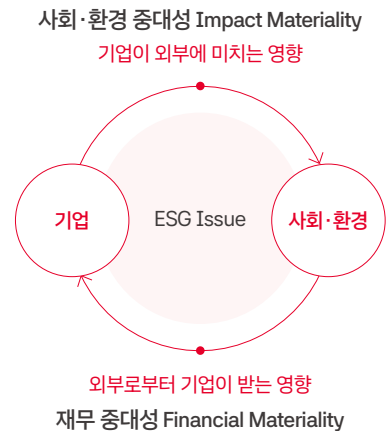 사회·환경 중대성 Impact Materiality
기업이 외부에 미치는 영향
기업
ESG Issue
사회·환경
외부로부터 기업이 받는 영향
재무 중대성 Financial Materiality